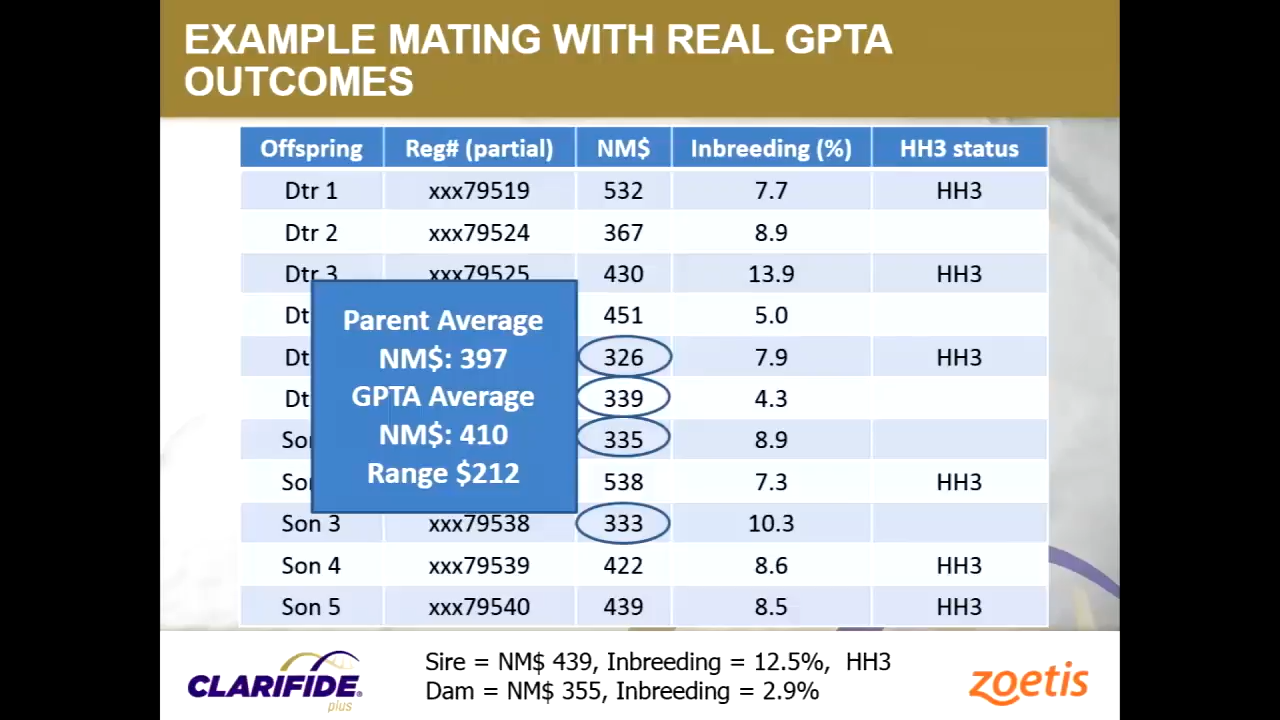 EXAMPLE MATING WITH REAL GPTA
OUTCOMES
Offspring Reg# (partial) NM$ Inbreeding (%) HH3 status
Dtr 1 xxx79519 532 7.7 HH3
Dtr 2 xxx79524 367 8.9
Dtr 3 xxx79525 430 13.9 HH3
451 5.0
326 7.9 HH3
339 4.3
335 8.9
538 7.3 HH3
Son 3 xxx79538 333 10.3
Son 4 xxx79539 422 8.6 HH3
Son 5 xxx79540 439 8.5 HH3
Parent Average
NM$: 397
GPTA Average
NM$: 410
Range $212
CLARIFIDE®
plus
Sire = NM$ 439, Inbreeding = 12.5%, HH3
Dam = NM$ 355, Inbreeding = 2.9%
zoetis